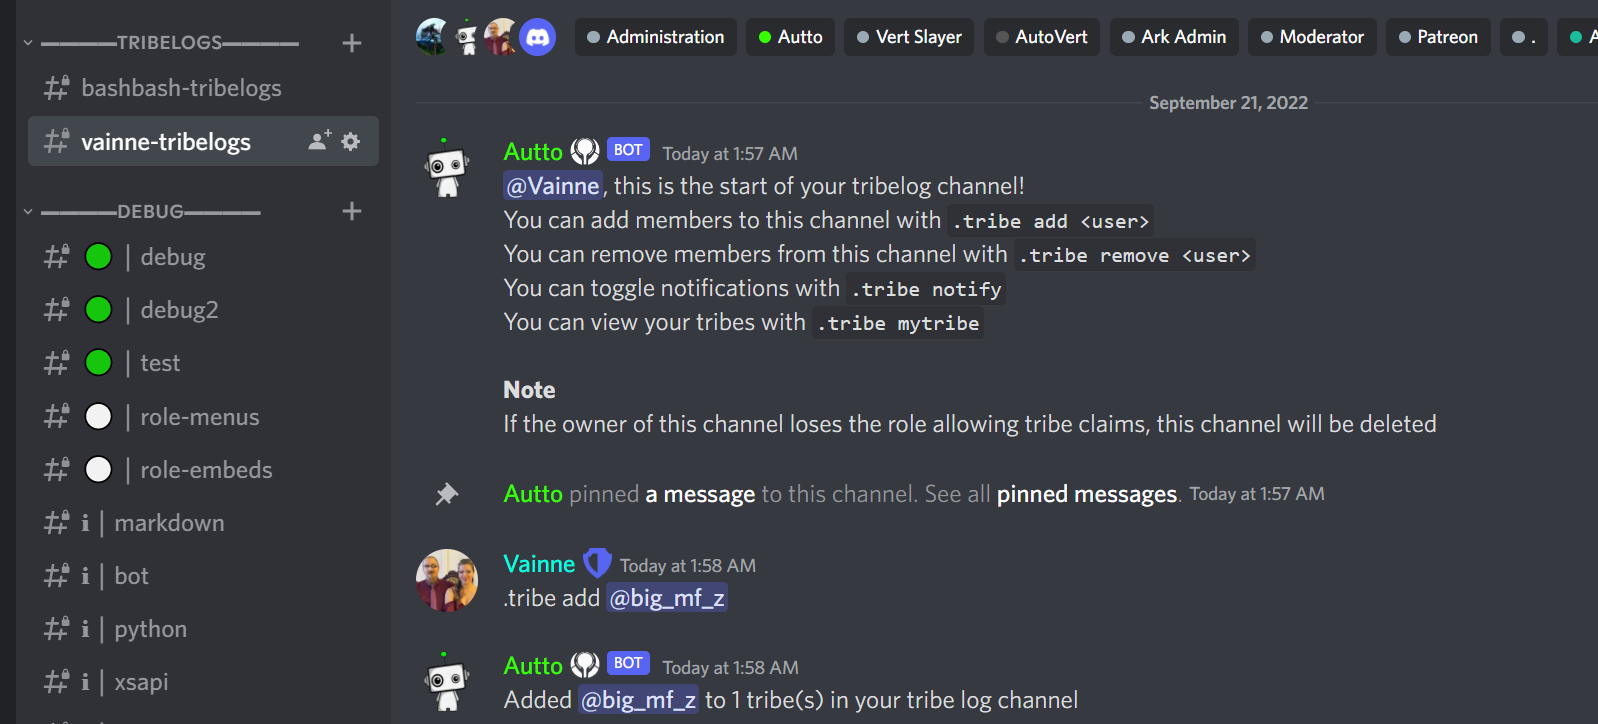 TRIBELOGS
bashbash-tribelogs
vainne-tribelogs
DEBUG
| debug
| debug2
| test
| role-menus
| role-embeds
i | markdown
i | bot
i | python
i | xsapi
Administration Autto Vert Slayer AutoVert Ark Admin Moderator Patreon . A
September 21, 2022
Autto BOT Today at 1:57 AM
@Vainne, this is the start of your tribelog channel!
You can add members to this channel with .tribe add <user>
You can remove members from this channel with .tribe remove <user>
You can toggle notifications with .tribe notify
You can view your tribes with .tribe mytribe
Note
If the owner of this channel loses the role allowing tribe claims, this channel will be deleted
Autto pinned a message to this channel. See all pinned messages. Today at 1:57 AM
Vainne Today at 1:58 AM
.tribe add @big_mf_z
Autto BOT Today at 1:58 AM
Added @big_mf_z to 1 tribe(s) in your tribe log channel